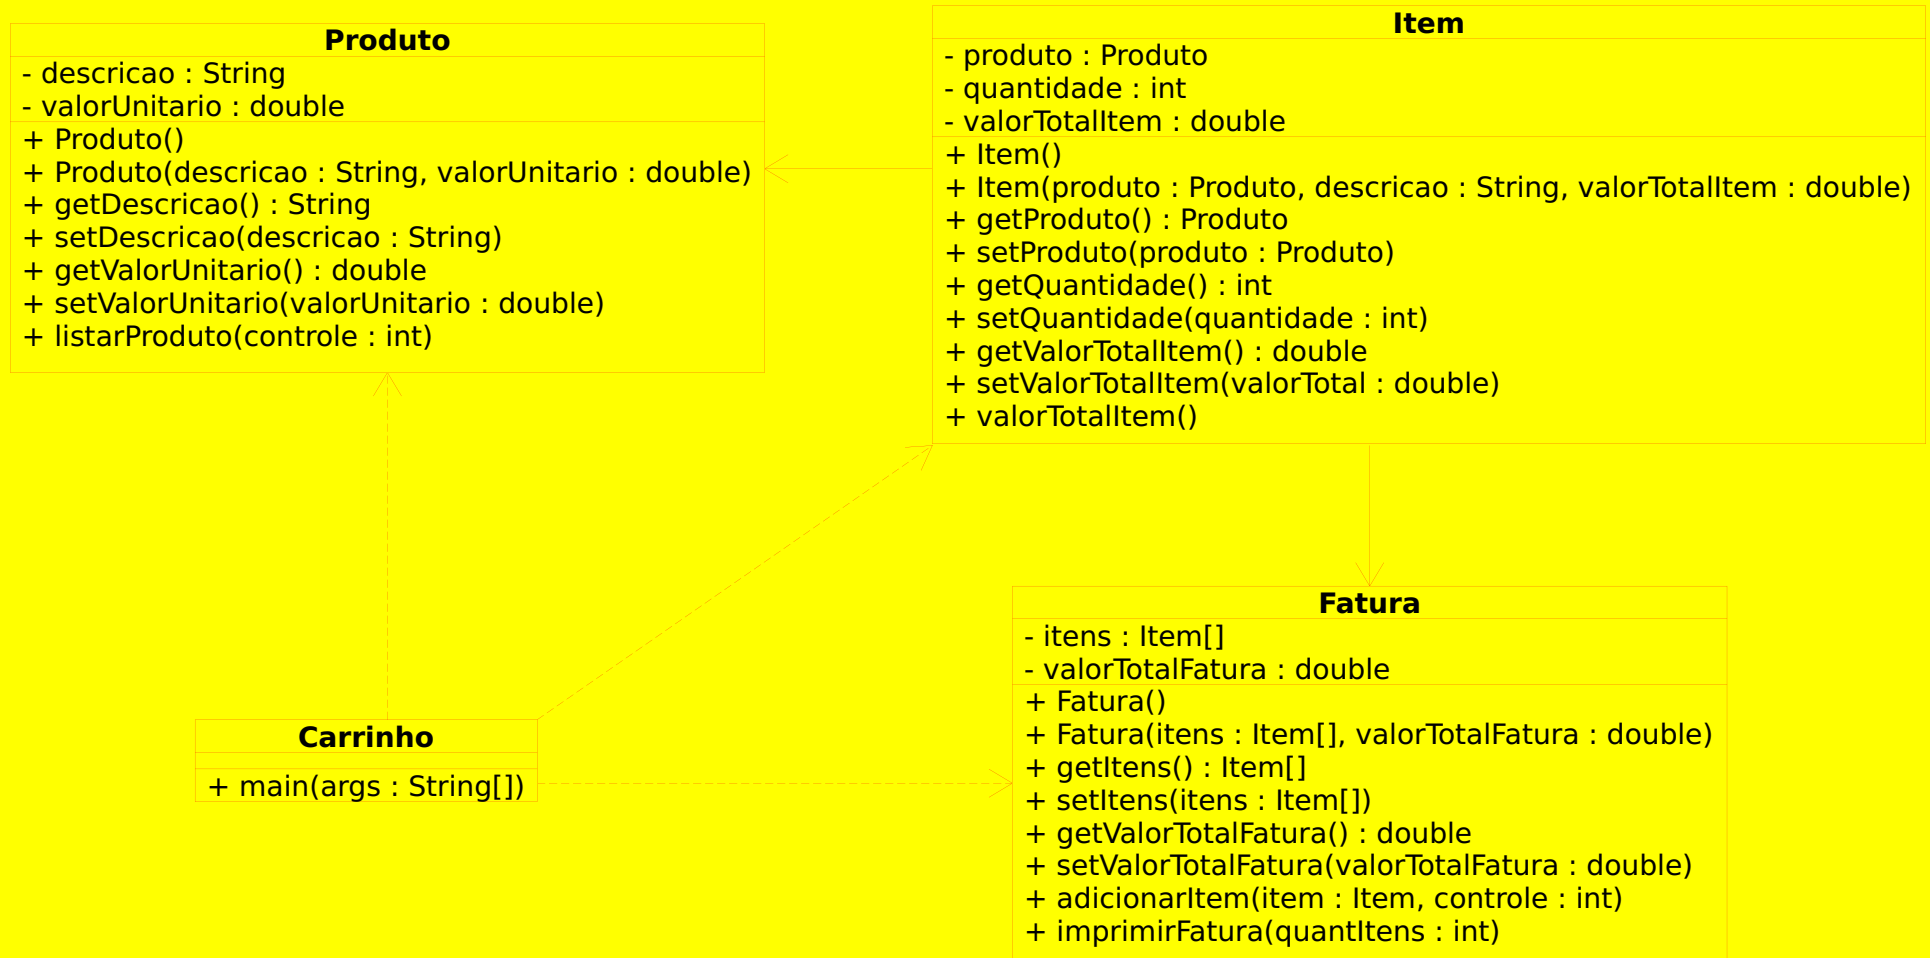 Produto
- descricao : String
- valorUnitario : double
+ Produto()
+ Produto(descricao : String, valorUnitario : double)
+ getDescricao() : String
+ setDescricao(descricao : String)
+ getValorUnitario() : double
+ setValorUnitario(valorUnitario : double)
+ listarProduto(controle : int)
Item
- produto : Produto
- quantidade : int
- valorTotalItem : double
+ Item()
+ Item(produto : Produto, descricao : String, valorTotalItem : double)
+ getProduto() : Produto
+ setProduto(produto : Produto)
+ getQuantidade() : int
+ setQuantidade(quantidade : int)
+ getValorTotalItem() : double
+ setValorTotalItem(valorTotal : double)
+ valorTotalItem()
Carrinho
+ main(args : String[])
Fatura
- itens : Item[]
- valorTotalFatura : double
+ Fatura()
+ Fatura(itens : Item[], valorTotalFatura : double)
+ getItens() : Item[]
+ setItens(itens : Item[])
+ getValorTotalFatura() : double
+ setValorTotalFatura(valorTotalFatura : double)
+ adicionarItem(item : Item, controle : int)
+ imprimirFatura(quantItens : int)